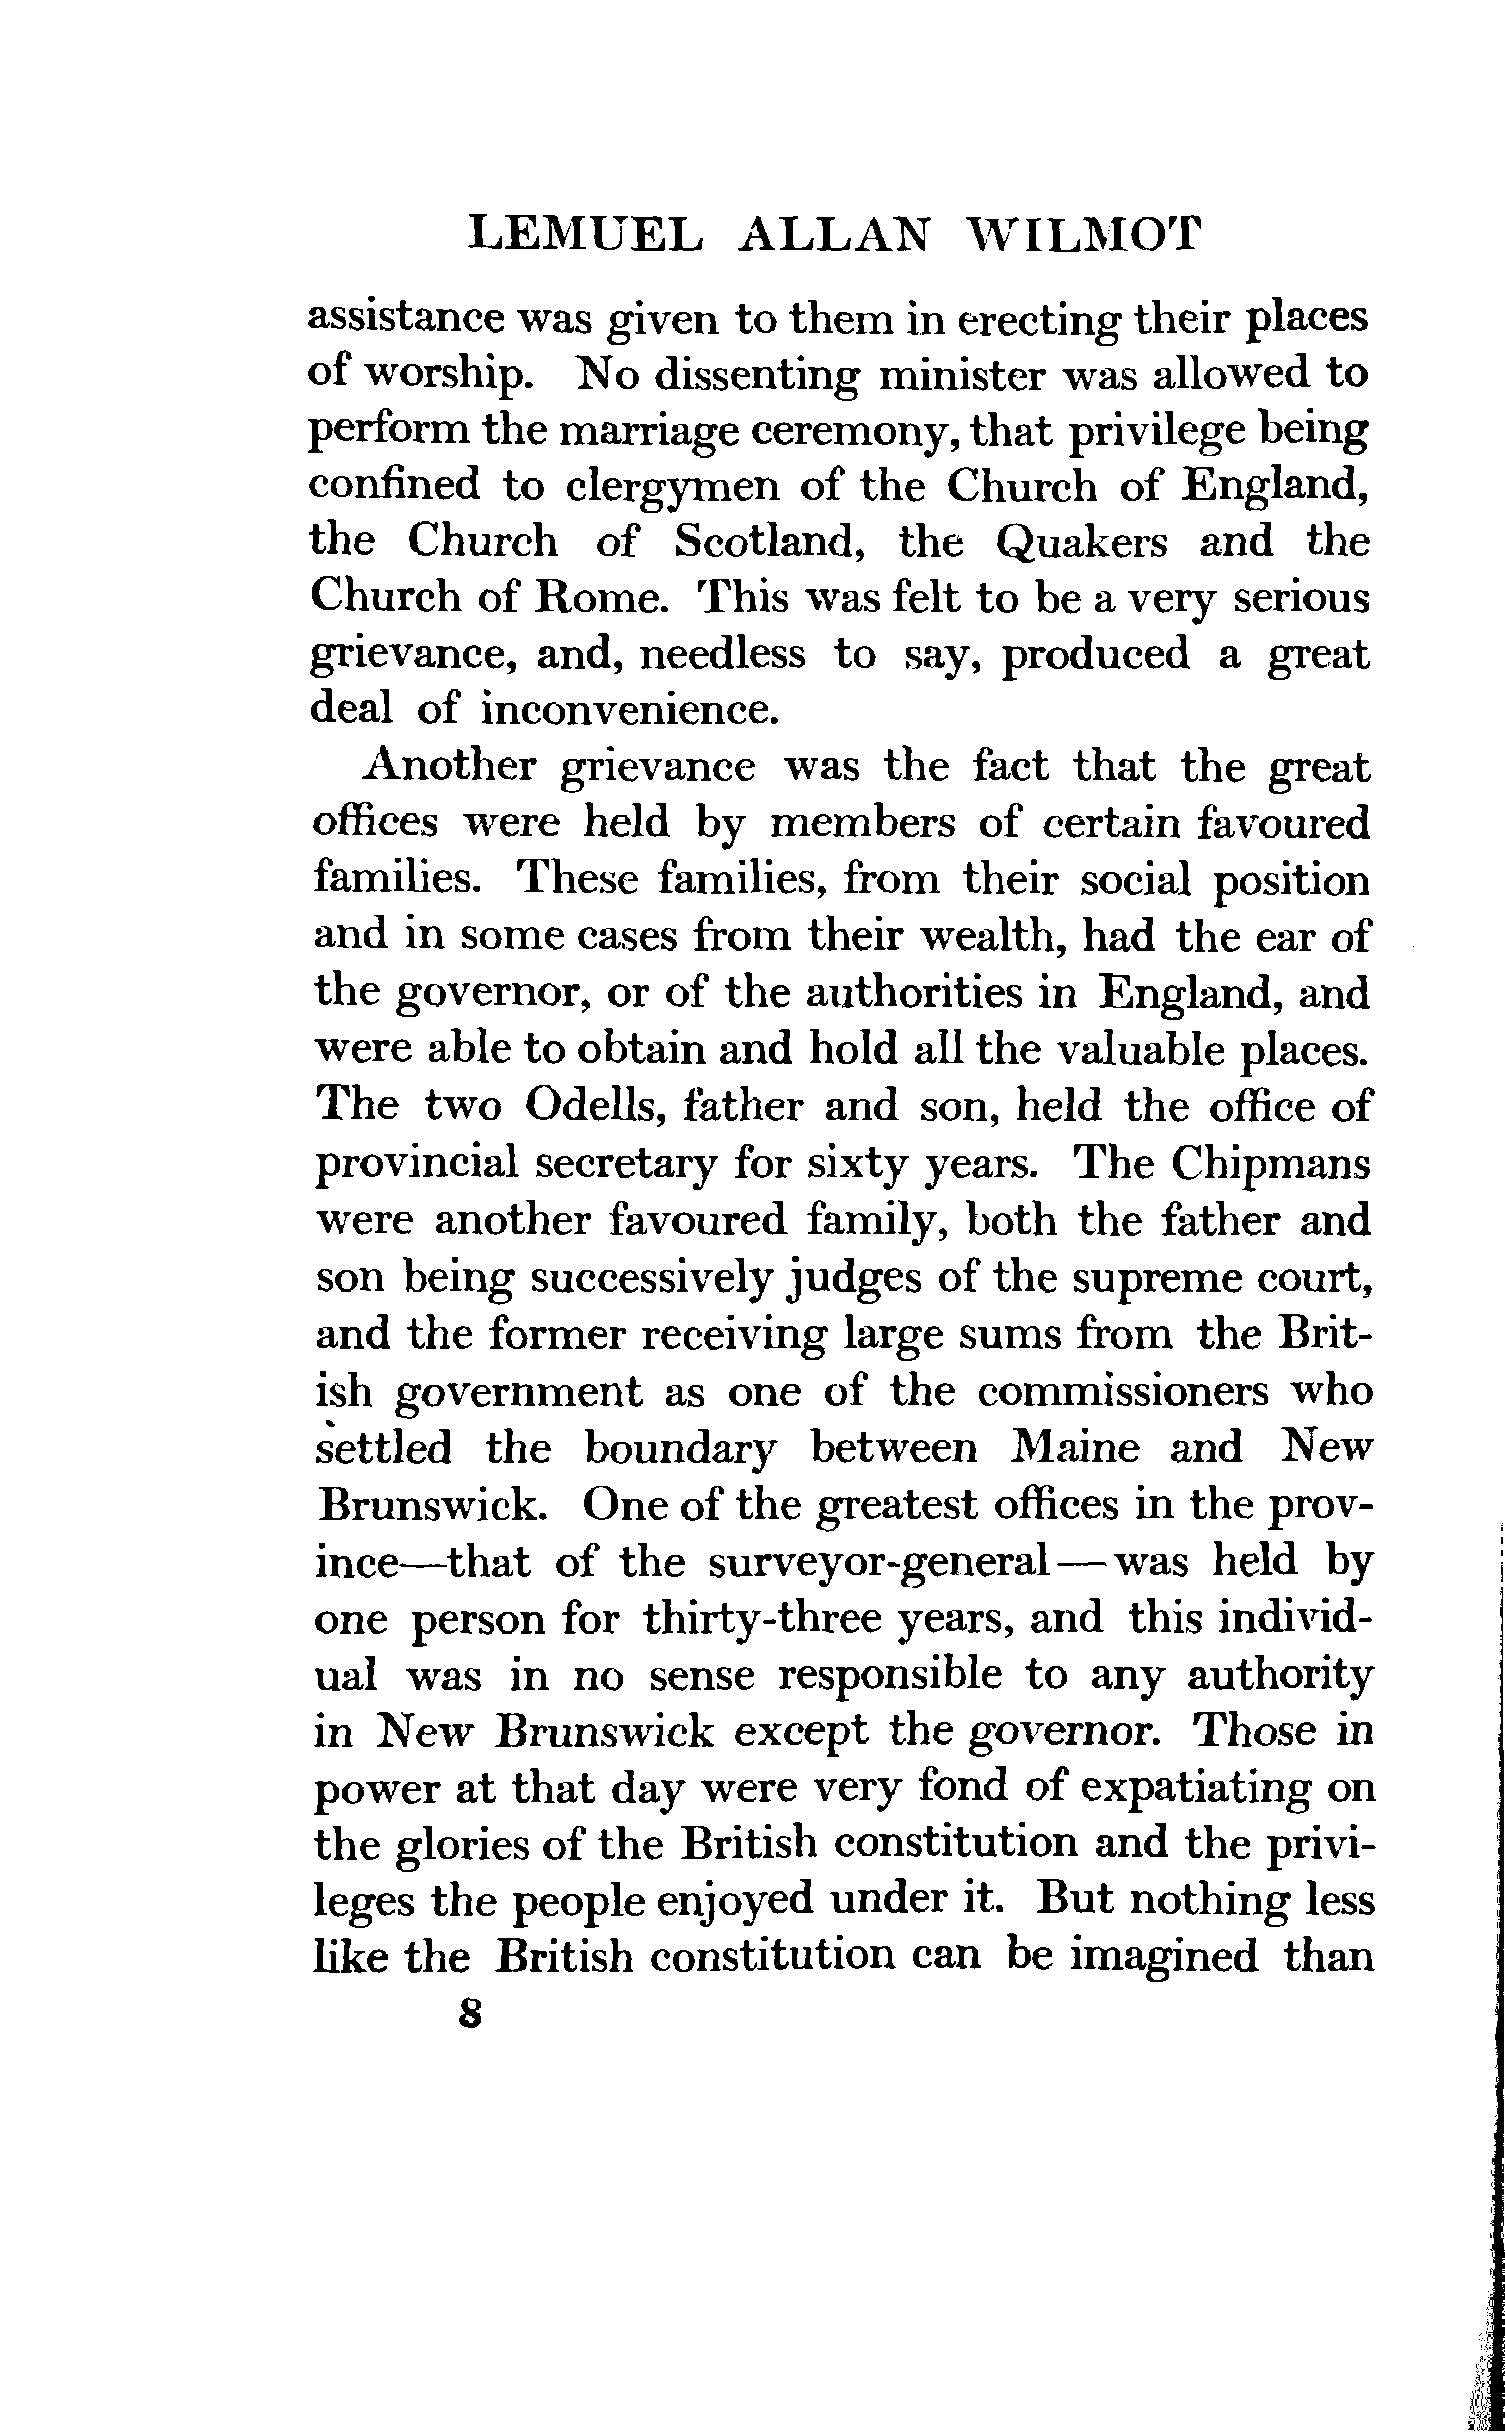 LEMUEL ALLAN WILMOT
assistance was given to them in erecting their places
of worship. No dissenting minister was allowed to
perform the marriage ceremony, that privilege being
confined to clergymen of the Church of England,
the Church of Scotland, the Quakers and the
Church of Rome. This was felt to be a very serious
grievance, and, needless to say, produced a great
deal of inconvenience.
Another grievance was the fact that the great
offices were held by members of certain favoured
families. These families, from their social position
and in some cases from their wealth, had the ear of
the governor, or of the authorities in England, and
were able to obtain and hold all the valuable places.
The two Odells, father and son, held the office of
provincial secretary for sixty years. The Chipmans
were another favoured family, both the father and
son being successively judges of the supreme court,
and the former receiving large sums from the Brit-
ish government as one of the commissioners who
settled the boundary between Maine and New
Brunswick. One of the greatest offices in the prov-
ince—that of the surveyor-general—was held by
one person for thirty-three years, and this individ-
ual was in no sense responsible to any authority
in New Brunswick except the governor. Those in
power at that day were very fond of expatiating on
the glories of the British constitution and the privi-
leges the people enjoyed under it. But nothing less
like the British constitution can be imagined than
8